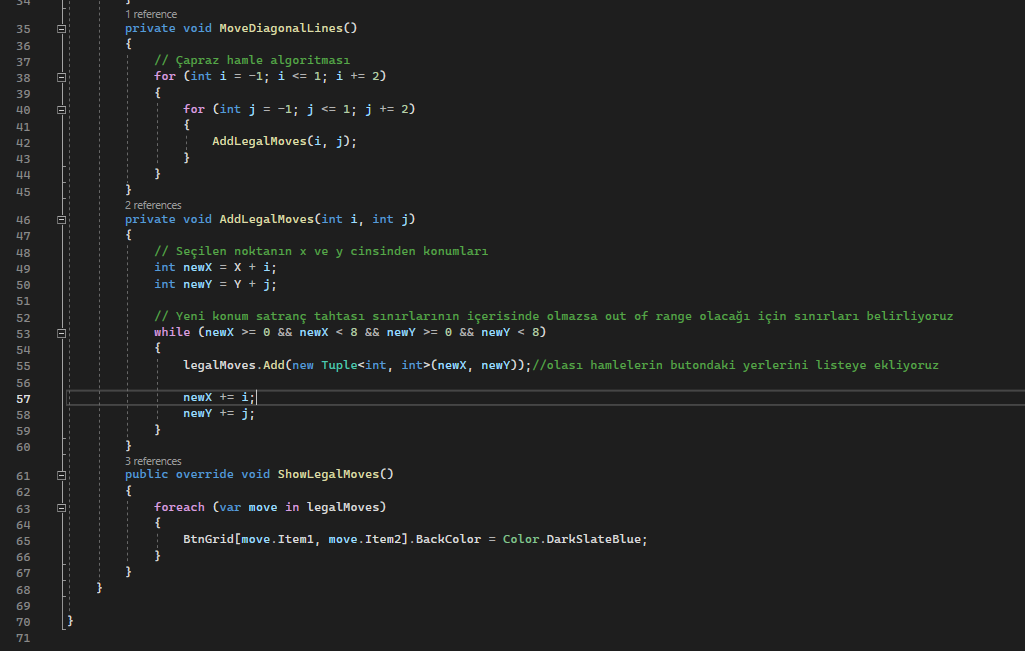 34 }
1 reference
35 private void MoveDiagonalLines()
36 {
37 // Çapraz hamle algoritması
38 for (int i = -1; i <= 1; i += 2)
39 {
40 for (int j = -1; j <= 1; j += 2)
41 {
42 AddLegalMoves(i, j);
43 }
44 }
45 }
2 references
46 private void AddLegalMoves(int i, int j)
47 {
48 // Seçilen noktanın x ve y cinsinden konumları
49 int newX = X + i;
50 int newY = Y + j;
51
52 // Yeni konum satranç tahtası sınırlarının içerisinde olmazsa out of range olacağı için sınırları belirliyoruz
53 while (newX >= 0 && newX < 8 && newY >= 0 && newY < 8)
54 {
55 legalMoves.Add(new Tuple<int, int>(newX, newY));//olası hamlelerin butondaki yerlerini listeye ekliyoruz
56
57 newX += i;
58 newY += j;
59 }
60 }
3 references
61 public override void ShowLegalMoves()
62 {
63 foreach (var move in legalMoves)
64 {
65 BtnGrid[move.Item1, move.Item2].BackColor = Color.DarkSlateBlue;
66 }
67 }
68 }
69
70 }
71